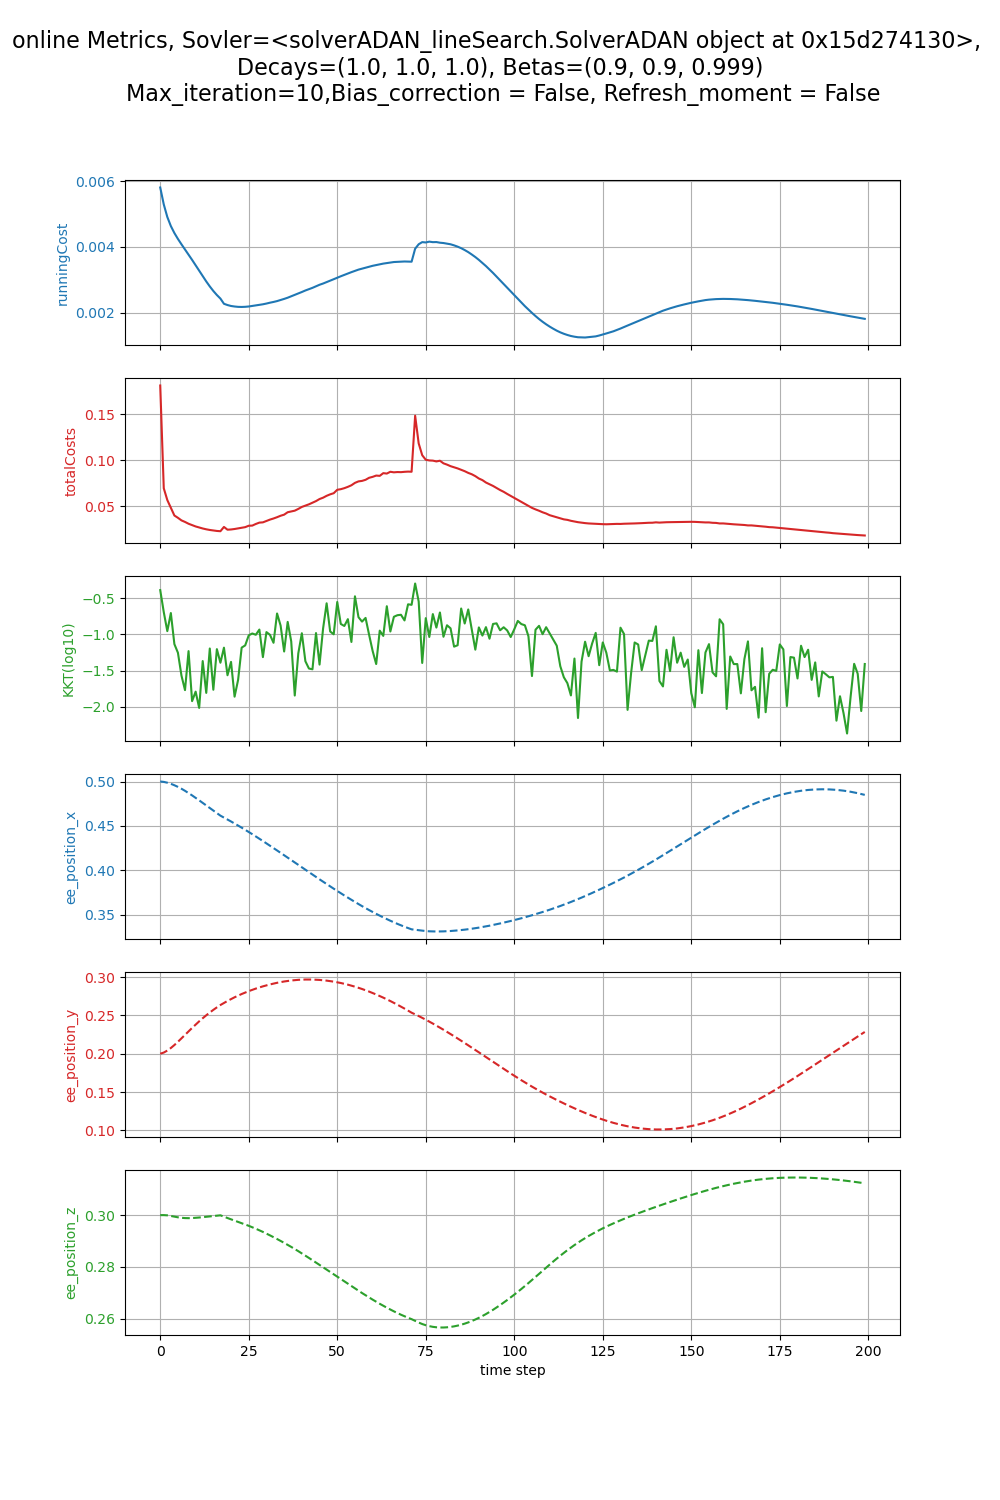 online Metrics, Sovler=<solverADAN_lineSearch.SolverADAN object at 0x15d274130>,
Decays=(1.0, 1.0, 1.0), Betas=(0.9, 0.9, 0.999)
Max_iteration=10,Bias_correction = False, Refresh_moment = False
0.006
0.004
0.002
runningCost
0.15
0.10
0.05
totalCosts
−0.5
−1.0
−1.5
−2.0
KKT(log10)
0.50
0.45
0.40
0.35
ee_position_x
0.30
0.25
0.20
0.15
0.10
ee_position_y
0.30
0.28
0.26
ee_position_z
0 25 50 75 100 125 150 175 200
time step